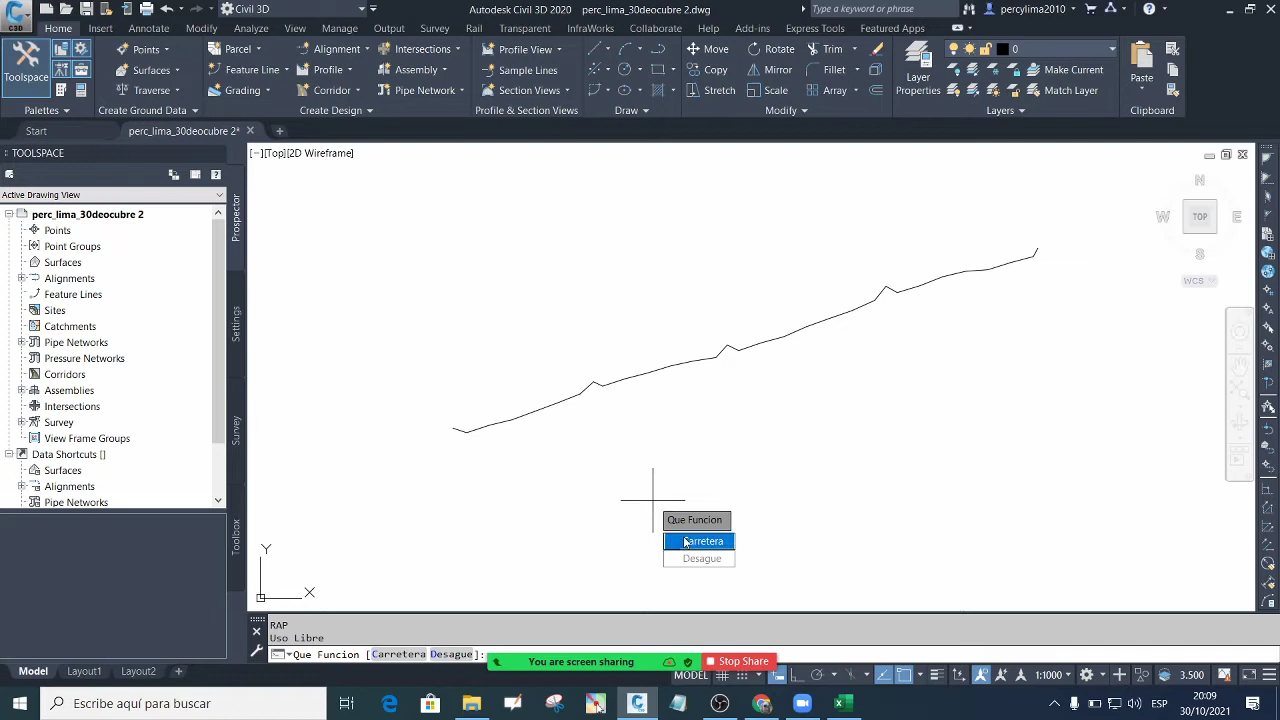 C3D
Civil 3D
Autodesk Civil 3D 2020
perc_lima_30deocubre_2.dwg
Type a keyword or phrase
percylima2010
Home
Insert
Annotate
Modify
Analyze
View
Manage
Output
Survey
Rail
Transparent
InfraWorks
Collaborate
Help
Add-ins
Express Tools
Feature Editing
Toolspace
Palettes
Points
Surfaces
Traverse
Create Ground Data
Parcel
Feature Line
Grading
Alignment
Profile
Corridor
Intersections
Assembly
Pipe Network
Create Design
Profile View
Sample Lines
Section Views
Profile & Section Views
Draw
Move
Copy
Stretch
Rotate
Mirror
Scale
Trim
Fillet
Array
Modify
Layer
Properties
0
Make Current
Match Layer
Layers
Paste
Clipboard
Start
perc_lima_30deocubre 2*
TOOLSPACE
Active Drawing View
perc_lima_30deocubre 2
Points
Point Groups
Surfaces
Alignments
Feature Lines
Sites
Catchments
Pipe Networks
Pressure Networks
Corridors
Assemblies
Intersections
Survey
View Frame Groups
Data Shortcuts []
Surfaces
Alignments
Pipe Networks
Prospector
Settings
Survey
Toolbox
[−][Top][2D Wireframe]
N
W
TOP
E
S
WCS
Que Funcion
Carretera
Desague
Y
X
RAP
Uso Libre
Que Funcion [Carretera Desague]:
You are screen sharing
Stop Share
Model
Layout1
Layout2
MODEL
1:1000
3.500
Escribe aquí para buscar
ESP
20:09
30/10/2021